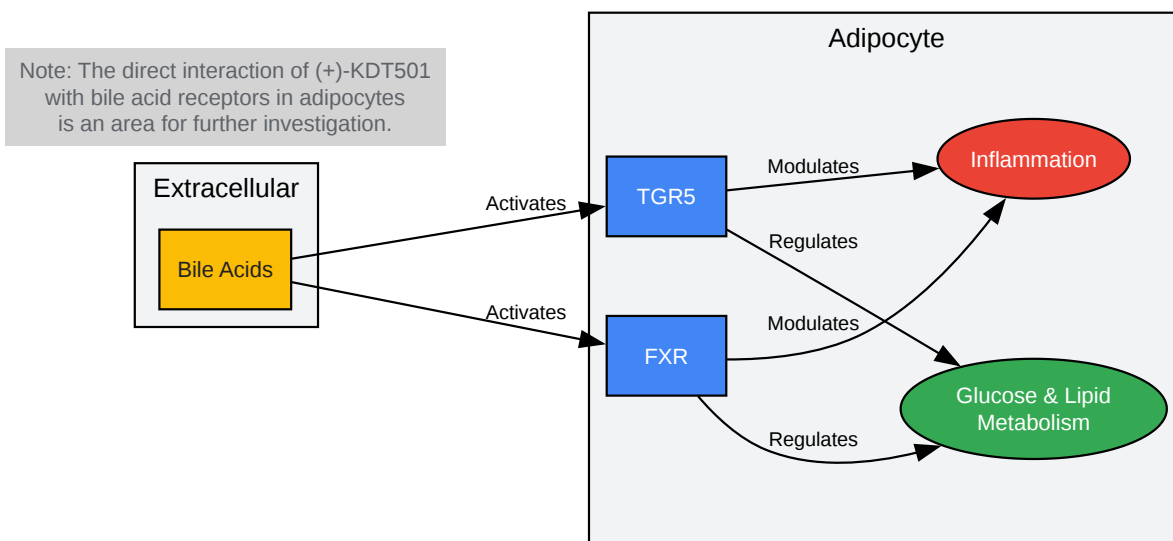 Adipocyte
Note: The direct interaction of (+)-KDT501
with bile acid receptors in adipocytes
is an area for further investigation.
Extracellular
Bile Acids
Activates
Activates
TGR5
FXR
Modulates
Regulates
Modulates
Regulates
Inflammation
Glucose & Lipid
Metabolism